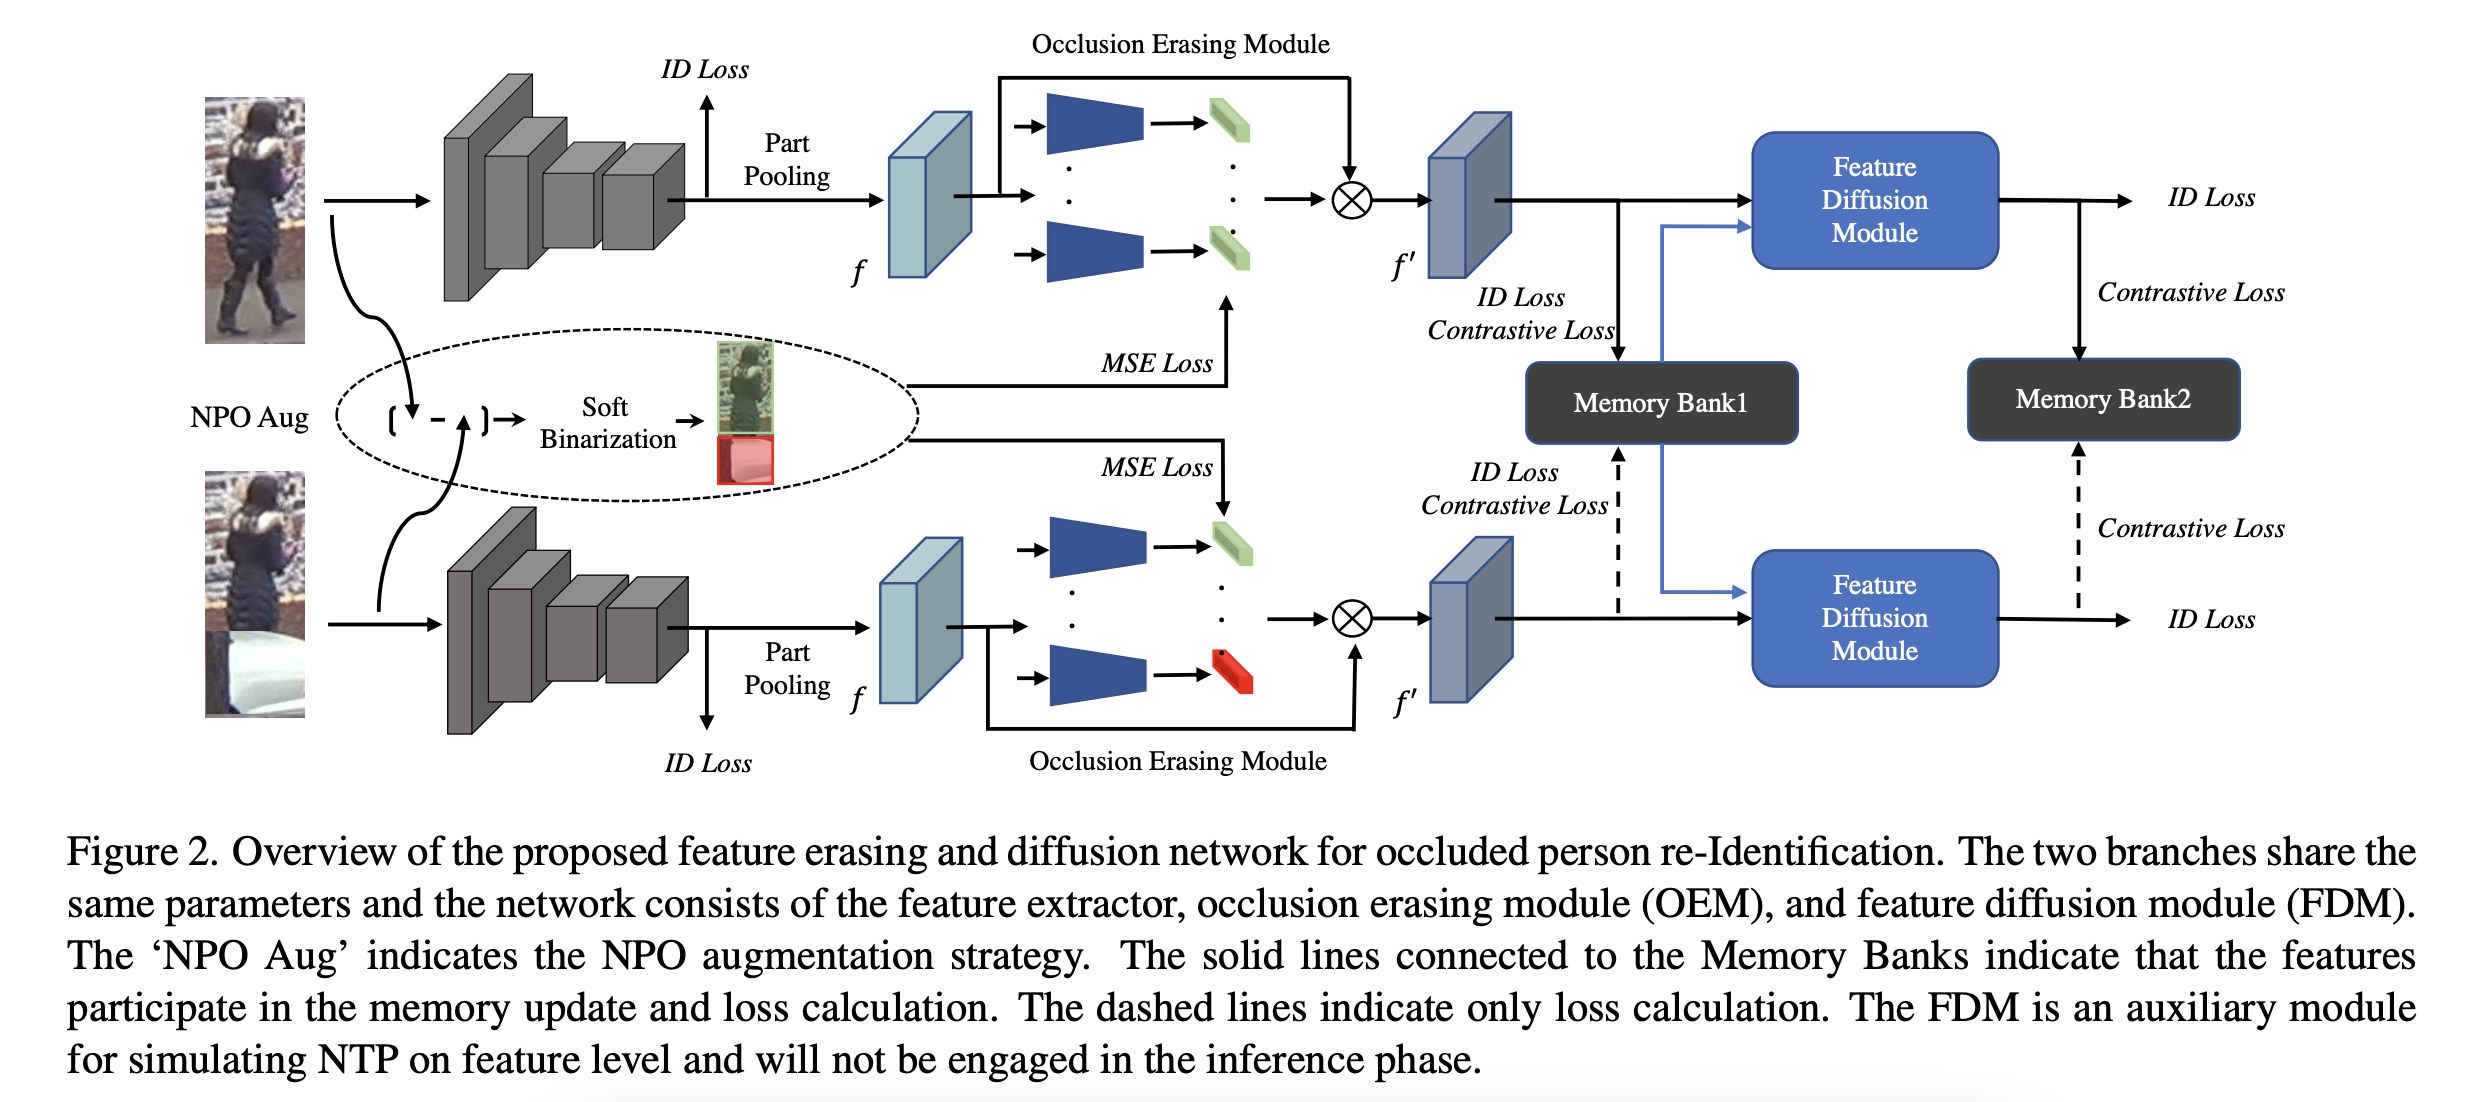 Occlusion Erasing Module
ID Loss
Part
Pooling
f
f′
Feature
Diffusion
Module
ID Loss
ID Loss
Contrastive Loss
Contrastive Loss
MSE Loss
NPO Aug
Soft
Binarization
Memory Bank1
Memory Bank2
MSE Loss
ID Loss
Contrastive Loss
Contrastive Loss
Part
Pooling
f
f′
Feature
Diffusion
Module
ID Loss
ID Loss
Occlusion Erasing Module
Figure 2. Overview of the proposed feature erasing and diffusion network for occluded person re-Identification. The two branches share the
same parameters and the network consists of the feature extractor, occlusion erasing module (OEM), and feature diffusion module (FDM).
The ‘NPO Aug’ indicates the NPO augmentation strategy. The solid lines connected to the Memory Banks indicate that the features
participate in the memory update and loss calculation. The dashed lines indicate only loss calculation. The FDM is an auxiliary module
for simulating NTP on feature level and will not be engaged in the inference phase.